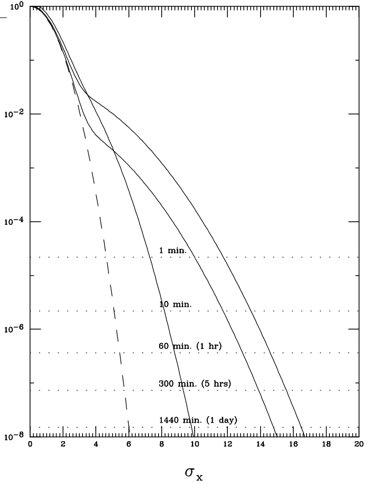 10⁰
10⁻²
10⁻⁴
1 min.
10 min.
10⁻⁶
60 min. (1 hr)
300 min. (5 hrs)
1440 min. (1 day)
10⁻⁸
0 2 4 6 8 10 12 14 16 18 20
σₓ